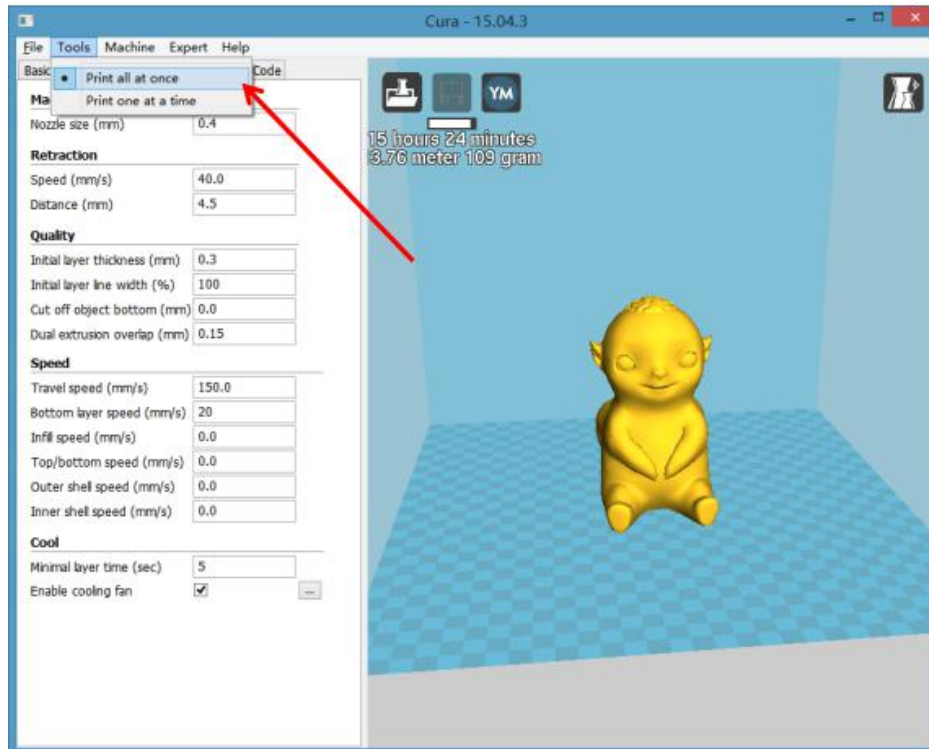 Cura - 15.04.3
File Tools Machine Expert Help
Basic Code
Print all at once
Print one at a time
Ma
Nozzle size (mm) 0.4
Retraction
Speed (mm/s) 40.0
Distance (mm) 4.5
Quality
Initial layer thickness (mm) 0.3
Initial layer line width (%) 100
Cut off object bottom (mm) 0.0
Dual extrusion overlap (mm) 0.15
Speed
Travel speed (mm/s) 150.0
Bottom layer speed (mm/s) 20
Infill speed (mm/s) 0.0
Top/bottom speed (mm/s) 0.0
Outer shell speed (mm/s) 0.0
Inner shell speed (mm/s) 0.0
Cool
Minimal layer time (sec) 5
Enable cooling fan ...
YM
15 hours 24 minutes
3.76 meter 109 gram